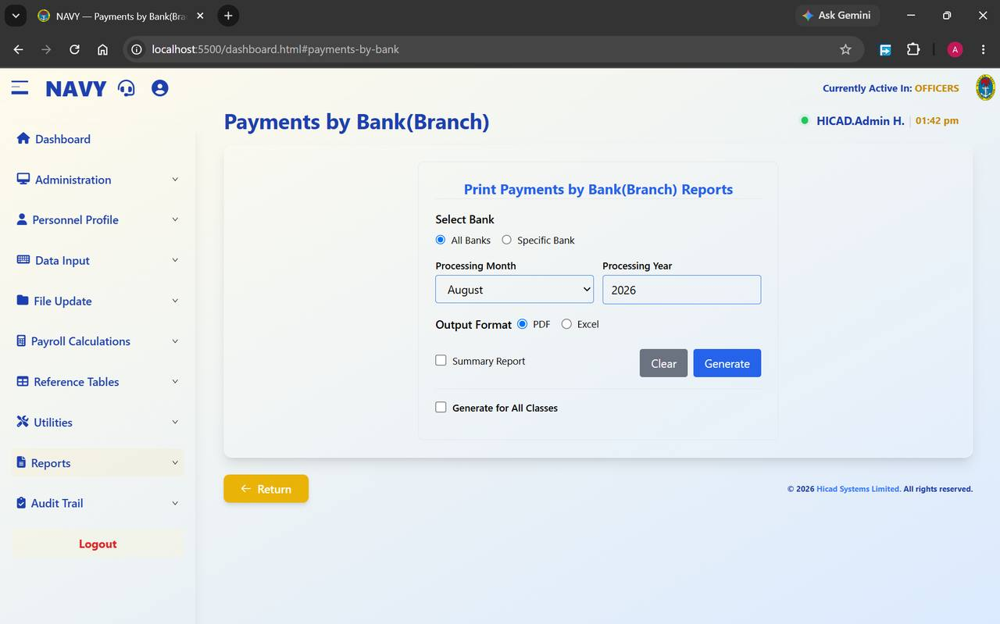 NAVY — Payments by Bank(Bra
Ask Gemini
localhost:5500/dashboard.html#payments-by-bank
A
NAVY
Currently Active In: OFFICERS
Payments by Bank(Branch)
HICAD.Admin H. | 01:42 pm
Dashboard
Administration
Personnel Profile
Data Input
File Update
Payroll Calculations
Reference Tables
Utilities
Reports
Audit Trail
Logout
Print Payments by Bank(Branch) Reports
Select Bank
All Banks Specific Bank
Processing Month Processing Year
August 2026
Output Format PDF Excel
Summary Report Clear Generate
Generate for All Classes
Return
© 2026 Hicad Systems Limited. All rights reserved.